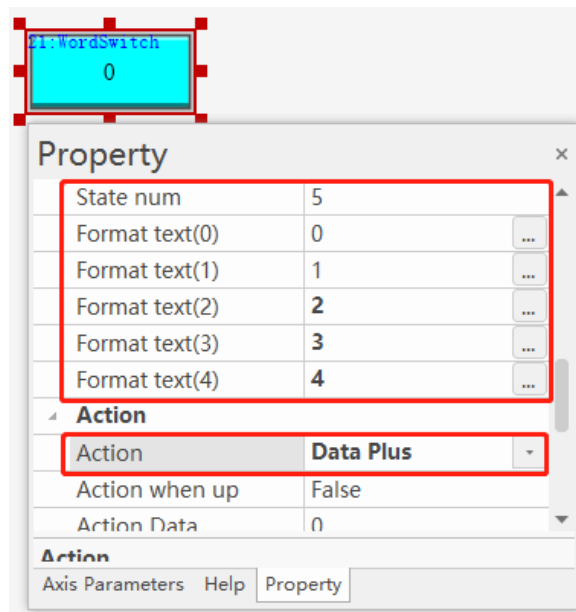 21:WordSwitch
0
Property
State num 5
Format text(0) 0 ...
Format text(1) 1 ...
Format text(2) 2 ...
Format text(3) 3 ...
Format text(4) 4 ...
Action
Action Data Plus
Action when up False
Action Data 0
Action
Axis Parameters Help Property